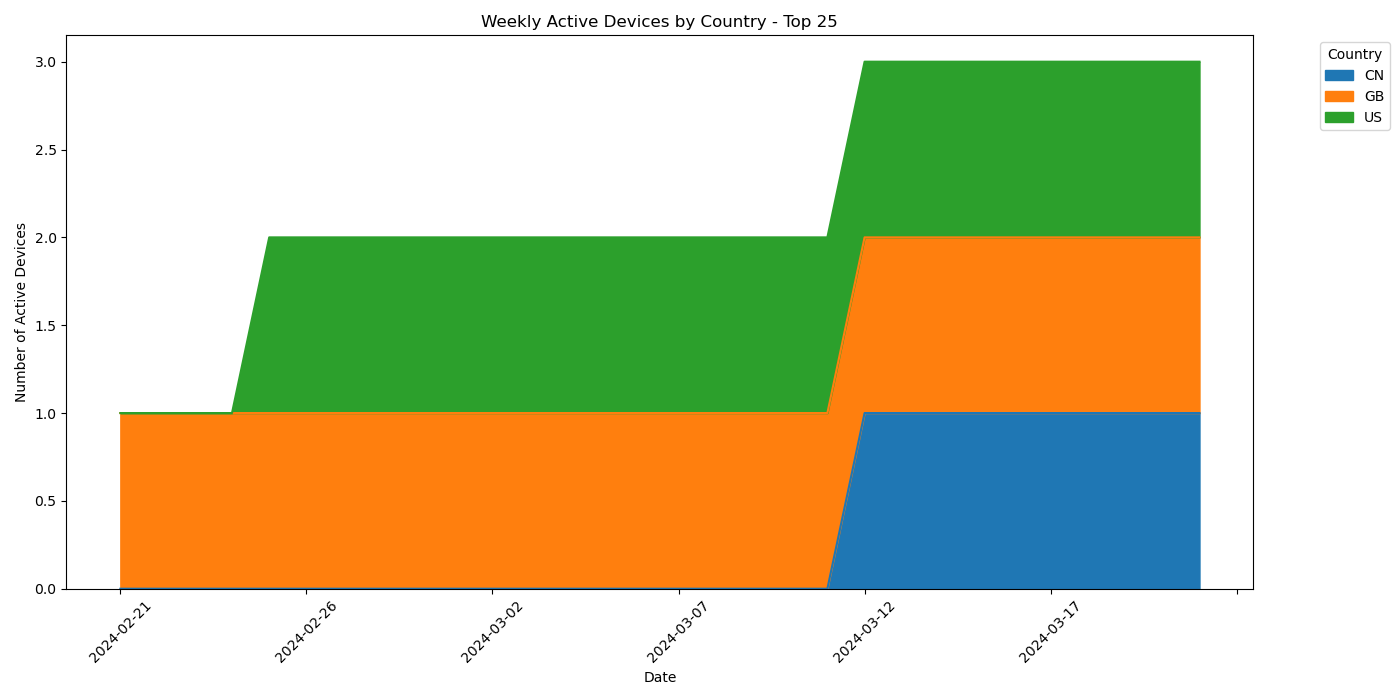 Weekly Active Devices by Country - Top 25
Country
CN
GB
US
3.0
2.5
2.0
1.5
1.0
0.5
0.0
Number of Active Devices
2024-02-21
2024-02-26
2024-03-02
2024-03-07
2024-03-12
2024-03-17
Date